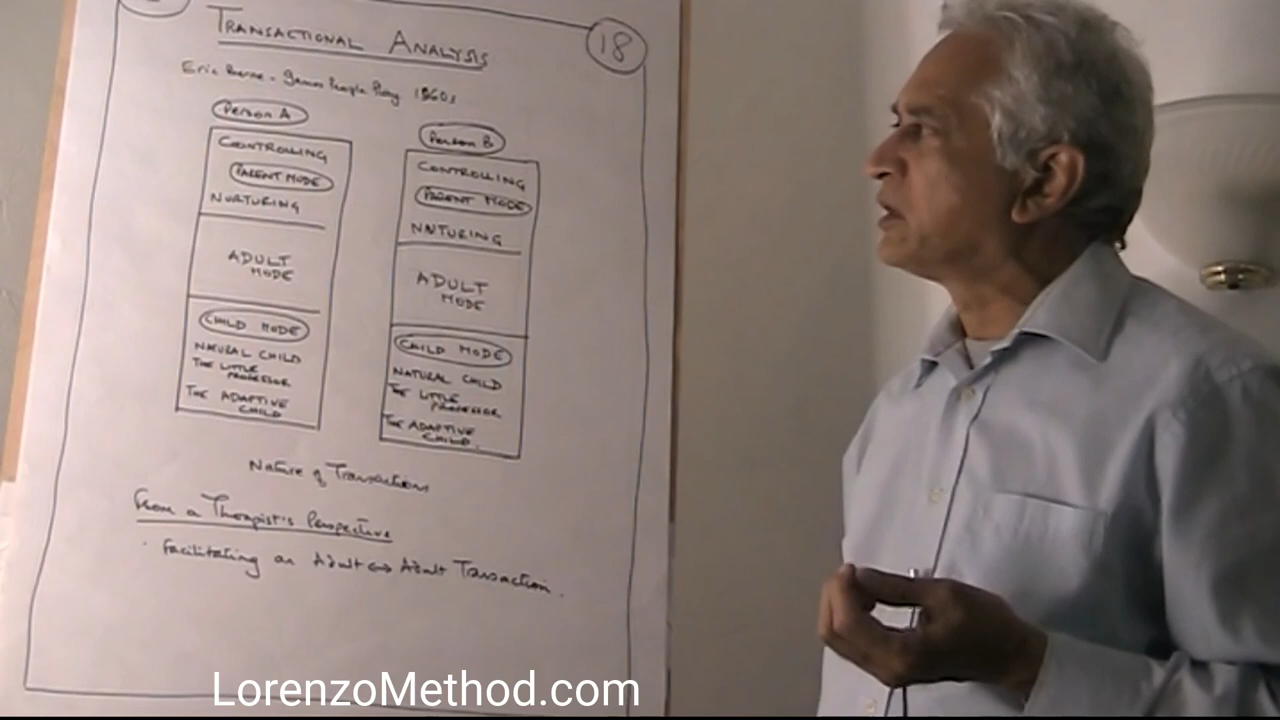 18
TRANSACTIONAL ANALYSIS
Eric Berne - Games People Play 1960s
Person A
CONTROLLING
PARENT MODE
NURTURING
ADULT
MODE
CHILD MODE
NATURAL CHILD
THE LITTLE
PROFESSOR
THE ADAPTIVE
CHILD
Person B
CONTROLLING
PARENT MODE
NNTURING
ADULT
MODE
CHILD MODE
NATURAL CHILD
THE LITTLE
PROFESSOR
THE ADAPTIVE
CHILD.
Nature of Transactions
From a Therapist's Perspective
· Facilitating an Adult ⇔ Adult Transaction.
LorenzoMethod.com